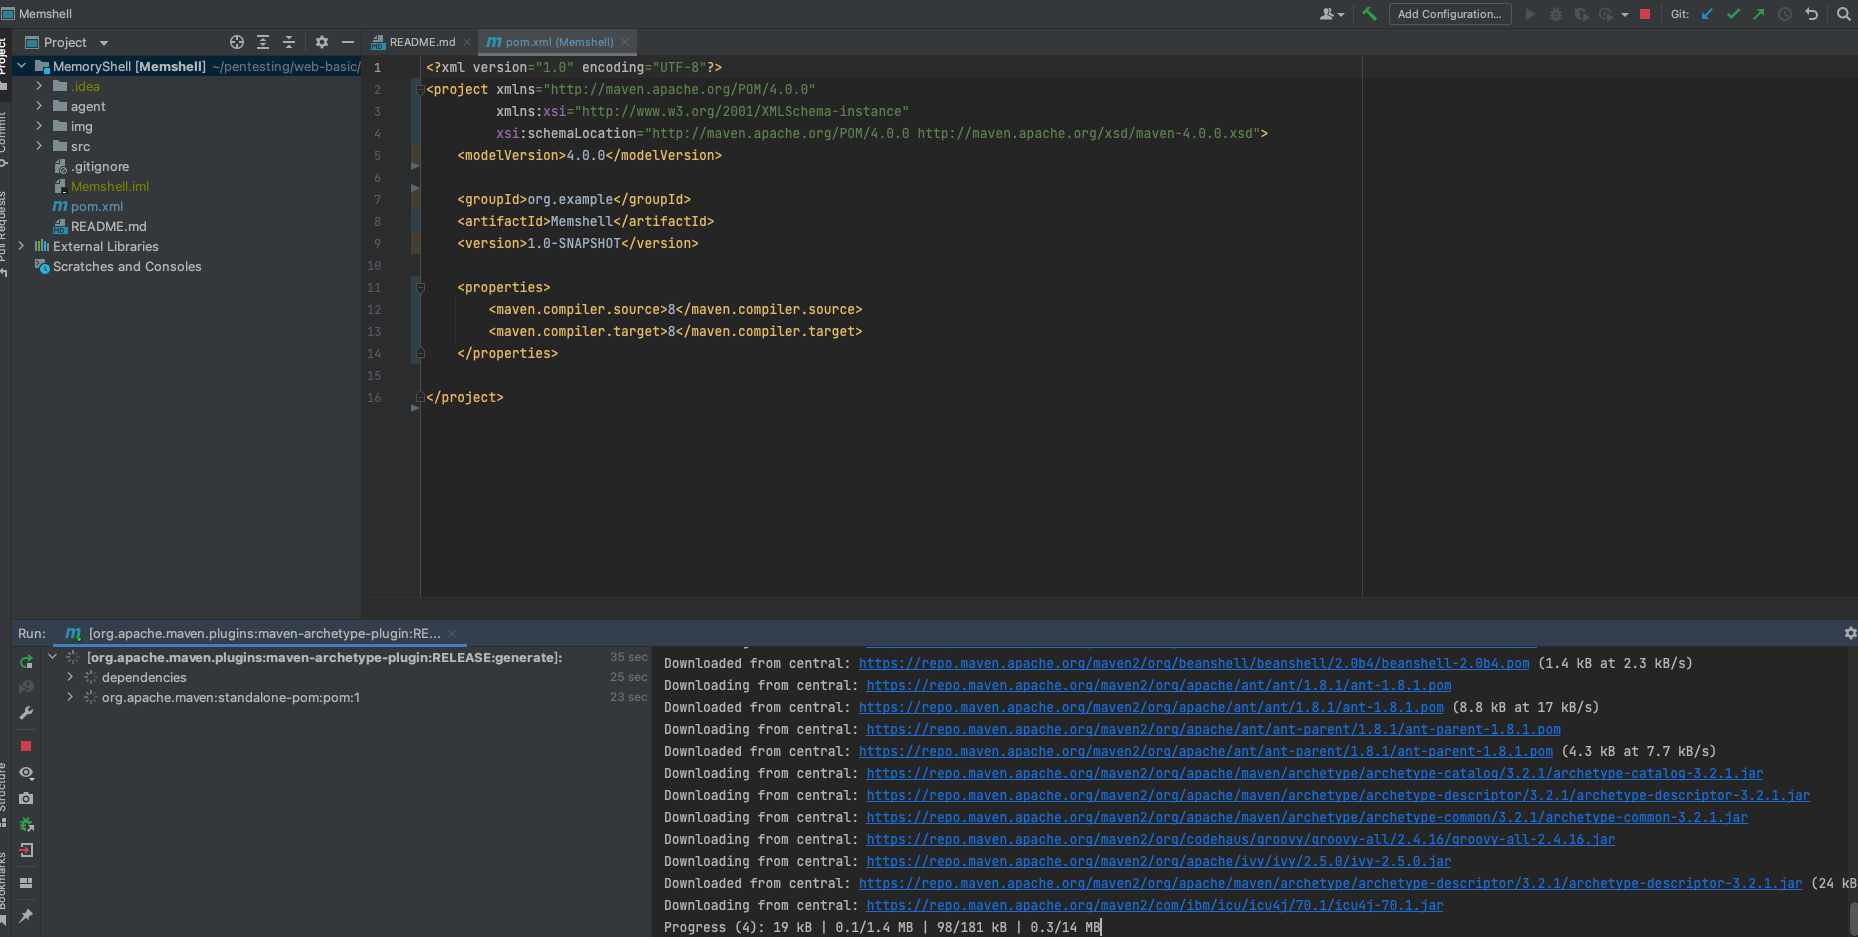 Memshell
Add Configuration...
Git:
Project
README.md
pom.xml (Memshell)
MemoryShell [Memshell] ~/pentesting/web-basic/
.idea
agent
img
src
.gitignore
Memshell.iml
pom.xml
README.md
External Libraries
Scratches and Consoles
Project
Commit
Pull Requests
Structure
Bookmarks
1 <?xml version="1.0" encoding="UTF-8"?>
2 <project xmlns="http://maven.apache.org/POM/4.0.0"
3 xmlns:xsi="http://www.w3.org/2001/XMLSchema-instance"
4 xsi:schemaLocation="http://maven.apache.org/POM/4.0.0 http://maven.apache.org/xsd/maven-4.0.0.xsd">
5 <modelVersion>4.0.0</modelVersion>
6
7 <groupId>org.example</groupId>
8 <artifactId>Memshell</artifactId>
9 <version>1.0-SNAPSHOT</version>
10
11 <properties>
12 <maven.compiler.source>8</maven.compiler.source>
13 <maven.compiler.target>8</maven.compiler.target>
14 </properties>
15
16 </project>
Run: [org.apache.maven.plugins:maven-archetype-plugin:RE...
[org.apache.maven.plugins:maven-archetype-plugin:RELEASE:generate]: 35 sec
dependencies 25 sec
org.apache.maven:standalone-pom:pom:1 23 sec
Downloaded from central: https://repo.maven.apache.org/maven2/org/beanshell/beanshell/2.0b4/beanshell-2.0b4.pom (1.4 kB at 2.3 kB/s)
Downloading from central: https://repo.maven.apache.org/maven2/org/apache/ant/ant/1.8.1/ant-1.8.1.pom
Downloaded from central: https://repo.maven.apache.org/maven2/org/apache/ant/ant/1.8.1/ant-1.8.1.pom (8.8 kB at 17 kB/s)
Downloading from central: https://repo.maven.apache.org/maven2/org/apache/ant/ant-parent/1.8.1/ant-parent-1.8.1.pom
Downloaded from central: https://repo.maven.apache.org/maven2/org/apache/ant/ant-parent/1.8.1/ant-parent-1.8.1.pom (4.3 kB at 7.7 kB/s)
Downloading from central: https://repo.maven.apache.org/maven2/org/apache/maven/archetype/archetype-catalog/3.2.1/archetype-catalog-3.2.1.jar
Downloading from central: https://repo.maven.apache.org/maven2/org/apache/maven/archetype/archetype-descriptor/3.2.1/archetype-descriptor-3.2.1.jar
Downloading from central: https://repo.maven.apache.org/maven2/org/apache/maven/archetype/archetype-common/3.2.1/archetype-common-3.2.1.jar
Downloading from central: https://repo.maven.apache.org/maven2/org/codehaus/groovy/groovy-all/2.4.16/groovy-all-2.4.16.jar
Downloading from central: https://repo.maven.apache.org/maven2/org/apache/ivy/ivy/2.5.0/ivy-2.5.0.jar
Downloaded from central: https://repo.maven.apache.org/maven2/org/apache/maven/archetype/archetype-descriptor/3.2.1/archetype-descriptor-3.2.1.jar (24 kB
Downloading from central: https://repo.maven.apache.org/maven2/com/ibm/icu/icu4j/70.1/icu4j-70.1.jar
Progress (4): 19 kB | 0.1/1.4 MB | 98/181 kB | 0.3/14 MB